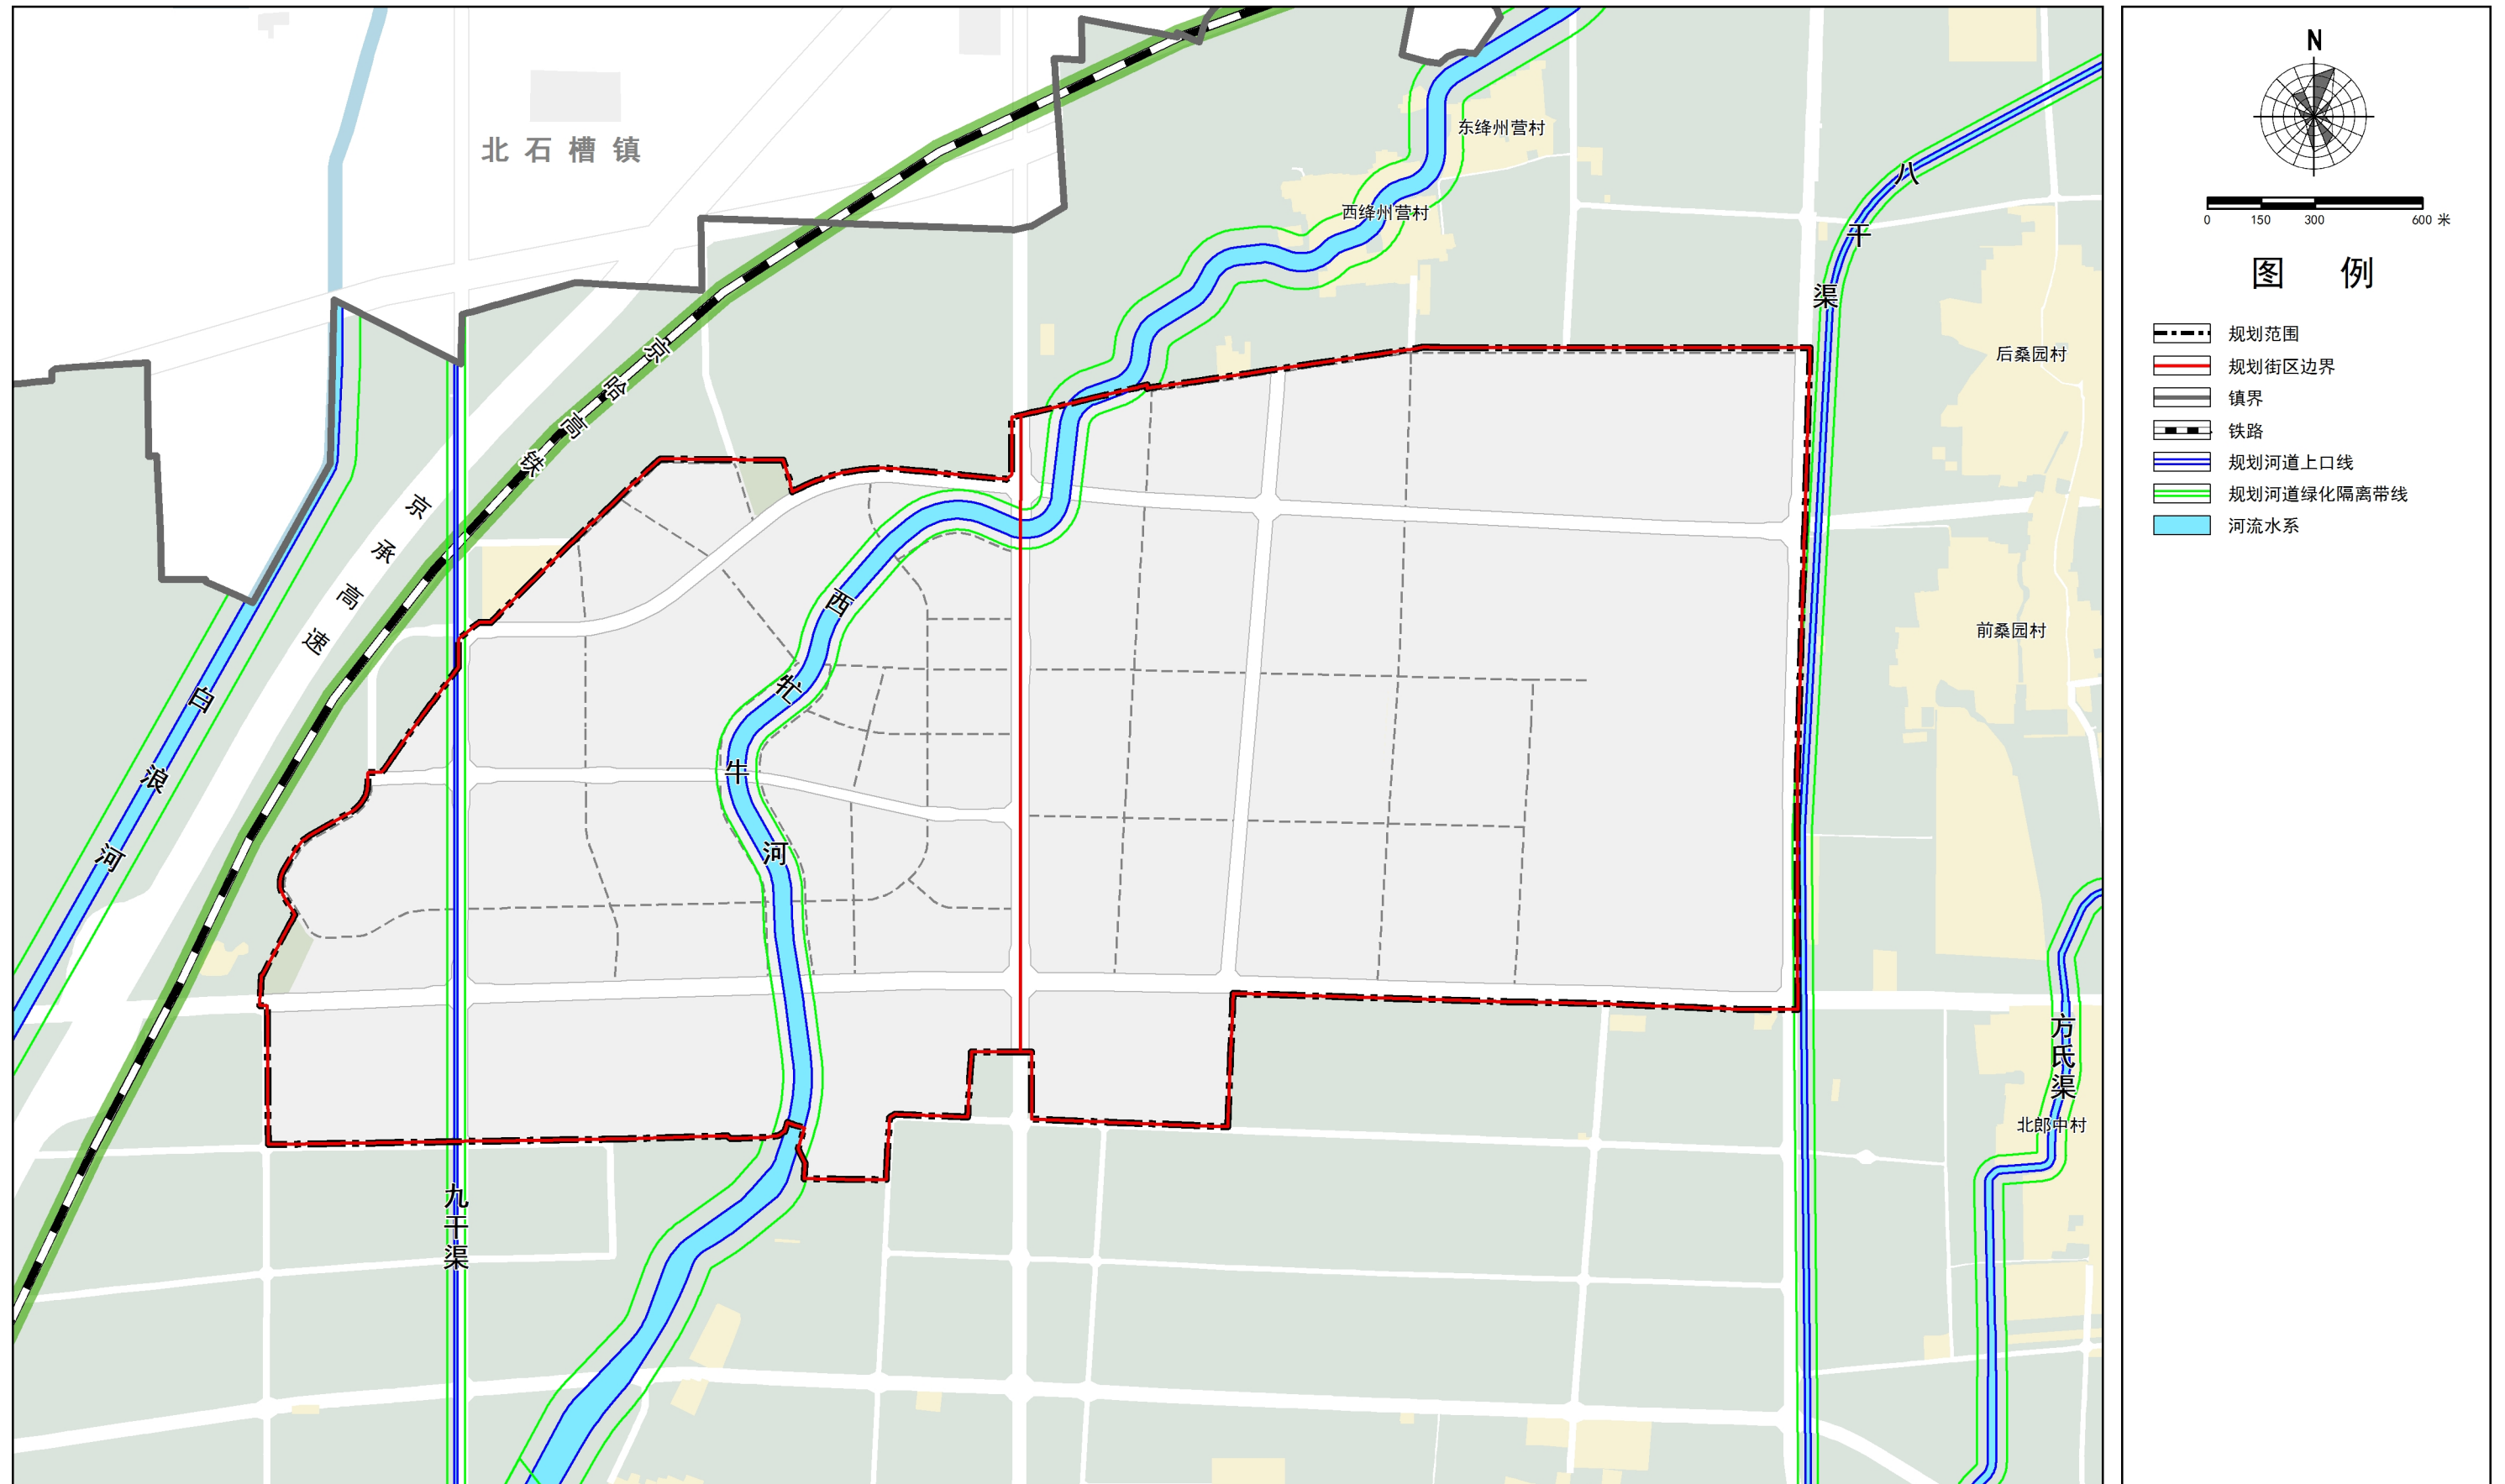 北石槽镇
东绛州营村
西绛州营村
八干渠
后桑园村
前桑园村
京哈高铁
京承高速
白浪河
西牤牛河
九干渠
方氏渠
北郎中村
N
0 150 300 600 米
图 例
规划范围
规划街区边界
镇界
铁路
规划河道上口线
规划河道绿化隔离带线
河流水系